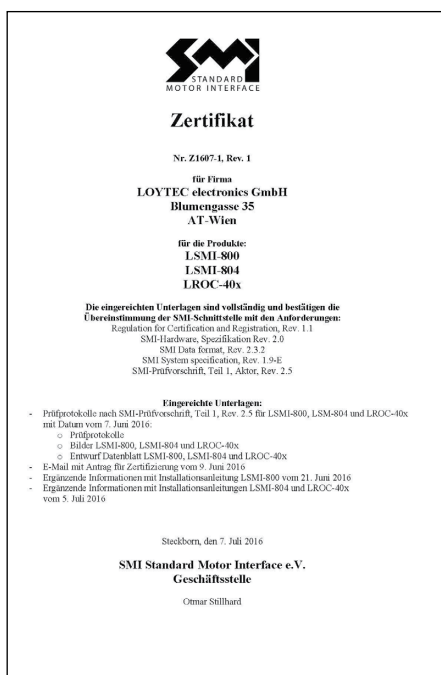 SMI
STANDARD
MOTOR INTERFACE
Zertifikat
Nr. Z1607-1, Rev. 1
für Firma
LOYTEC electronics GmbH
Blumengasse 35
AT-Wien
für die Produkte:
LSMI-800
LSMI-804
LROC-40x
Die eingereichten Unterlagen sind vollständig und bestätigen die
Übereinstimmung der SMI-Schnittstelle mit den Anforderungen:
Regulation for Certification and Registration, Rev. 1.1
SMI-Hardware, Spezifikation Rev. 2.0
SMI Data format, Rev. 2.3.2
SMI System specification, Rev. 1.9-E
SMI-Prüfvorschrift, Teil 1, Aktor, Rev. 2.5
Eingereichte Unterlagen:
- Prüfprotokolle nach SMI-Prüfvorschrift, Teil 1, Rev. 2.5 für LSMI-800, LSM-804 und LROC-40x
mit Datum vom 7. Juni 2016:
o Prüfprotokolle
o Bilder LSMI-800, LSMI-804 und LROC-40x
o Entwurf Datenblatt LSMI-800, LSMI-804 und LROC-40x
- E-Mail mit Antrag für Zertifizierung vom 9. Juni 2016
- Ergänzende Informationen mit Installationsanleitung LSMI-800 vom 21. Juni 2016
- Ergänzende Informationen mit Installationsanleitungen LSMI-804 und LROC-40x
vom 5. Juli 2016
Steckborn, den 7. Juli 2016
SMI Standard Motor Interface e.V.
Geschäftsstelle
Otmar Stillhard